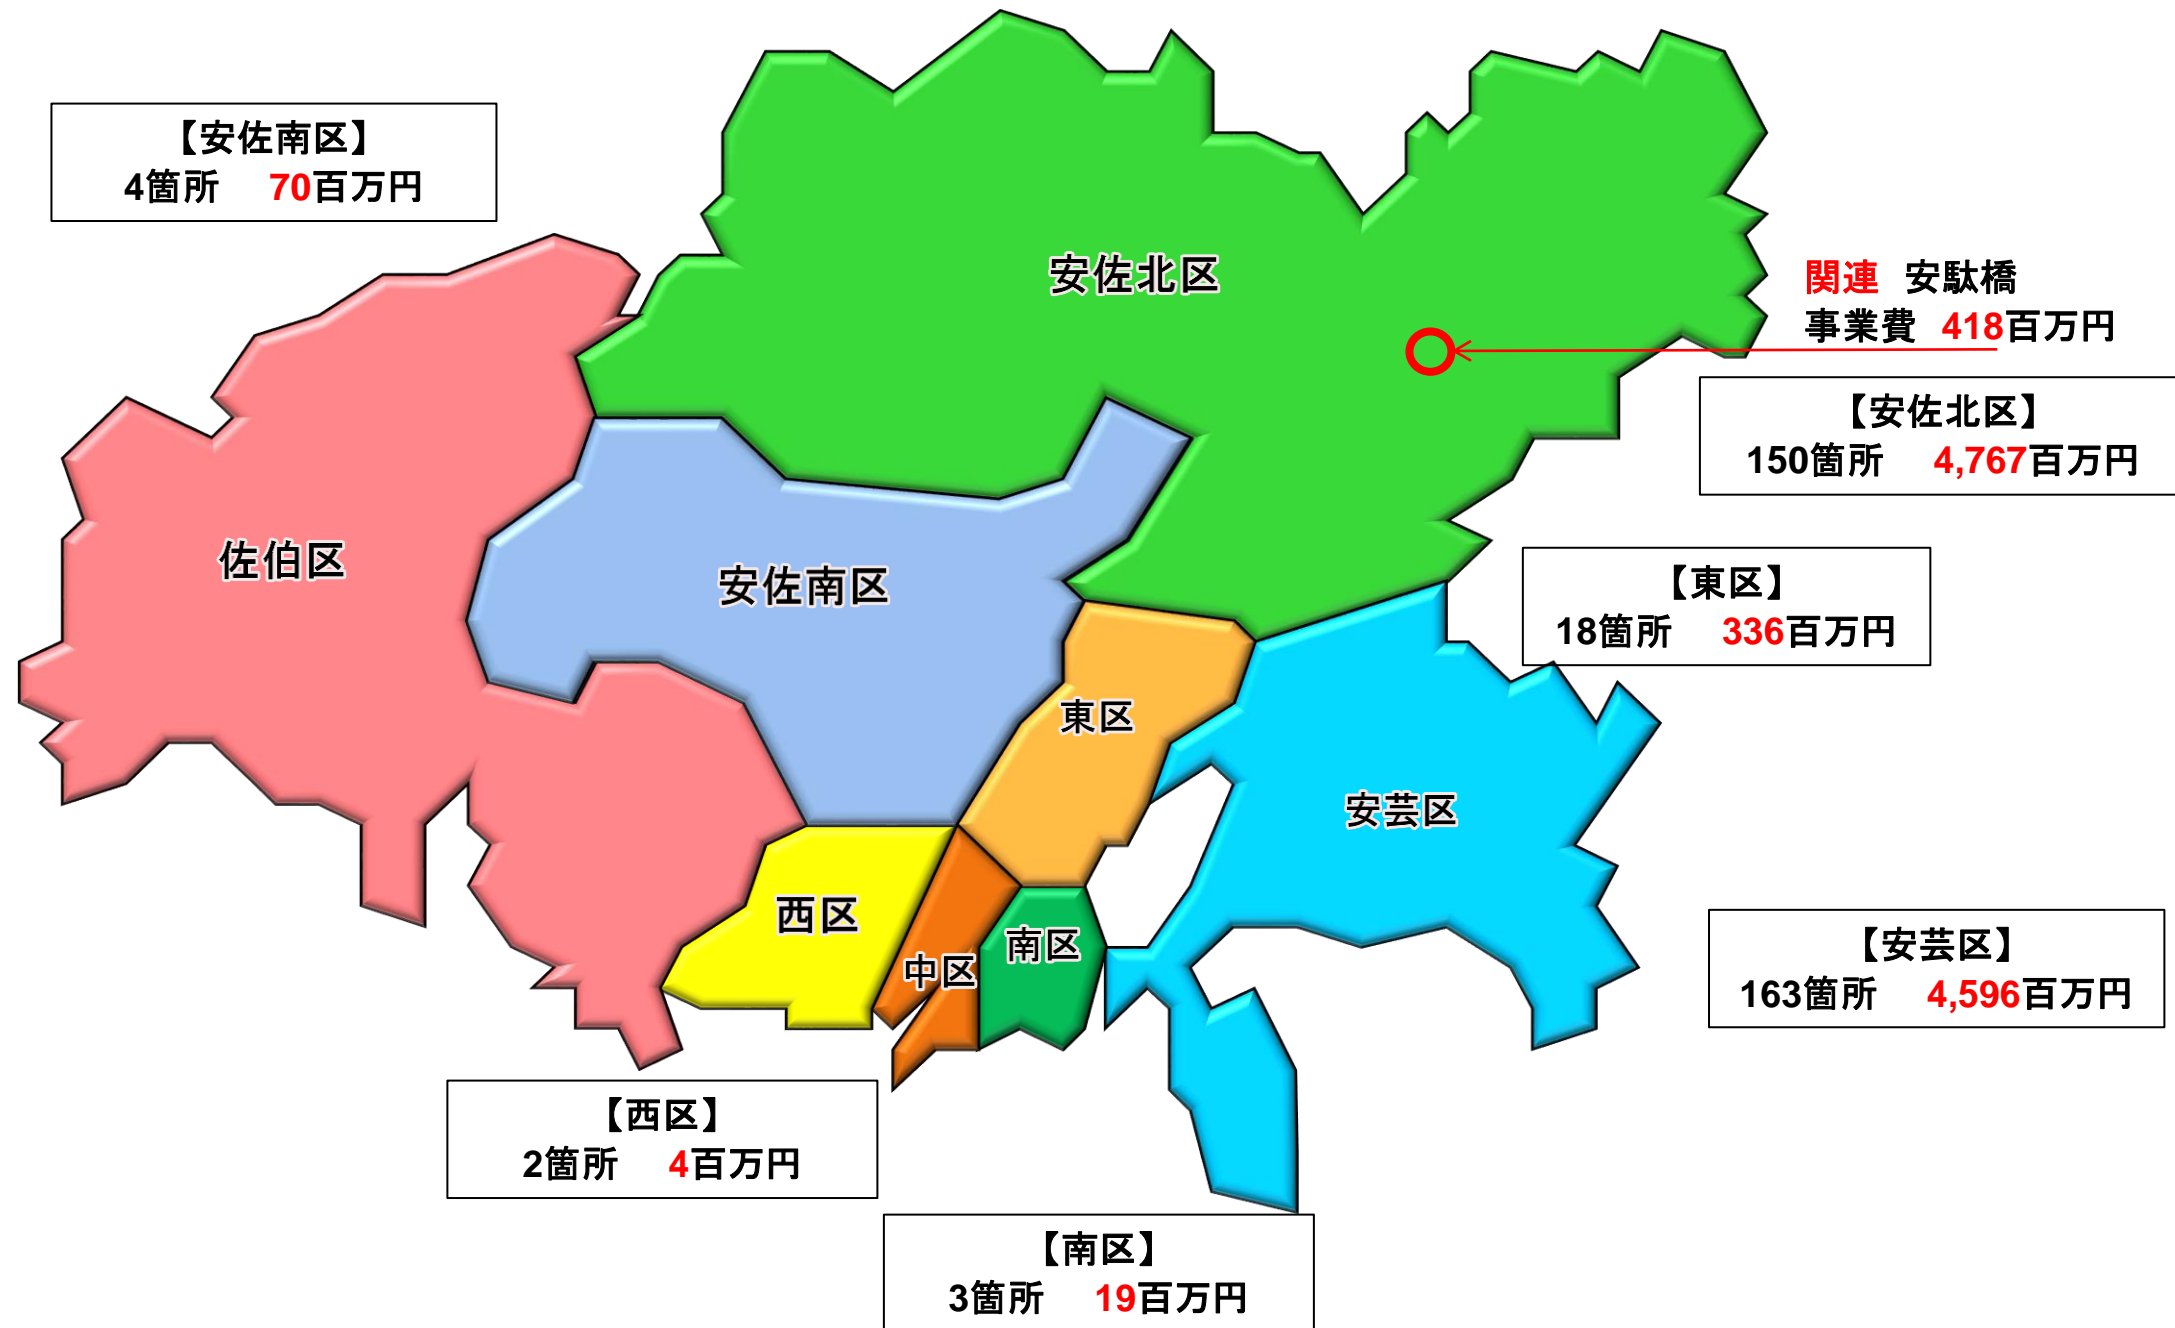 【安佐南区】
4箇所 70百万円
安佐北区
関連 安駄橋
事業費 418百万円
【安佐北区】
150箇所 4,767百万円
佐伯区
安佐南区
【東区】
18箇所 336百万円
東区
安芸区
西区
中区
南区
【安芸区】
163箇所 4,596百万円
【西区】
2箇所 4百万円
【南区】
3箇所 19百万円